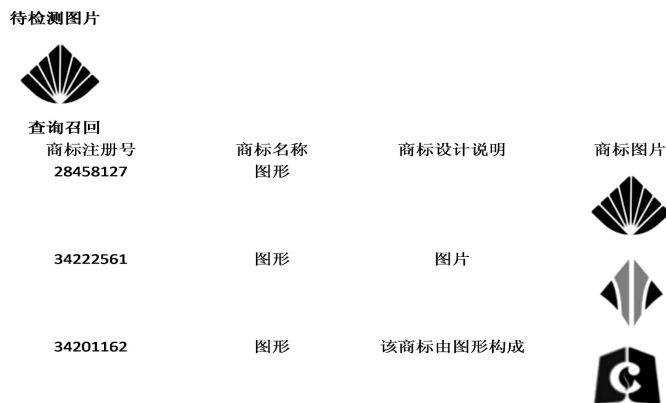 待检测图片
查询召回
商标注册号 商标名称 商标设计说明 商标图片
28458127 图形
34222561 图形 图片
34201162 图形 该商标由图形构成
C